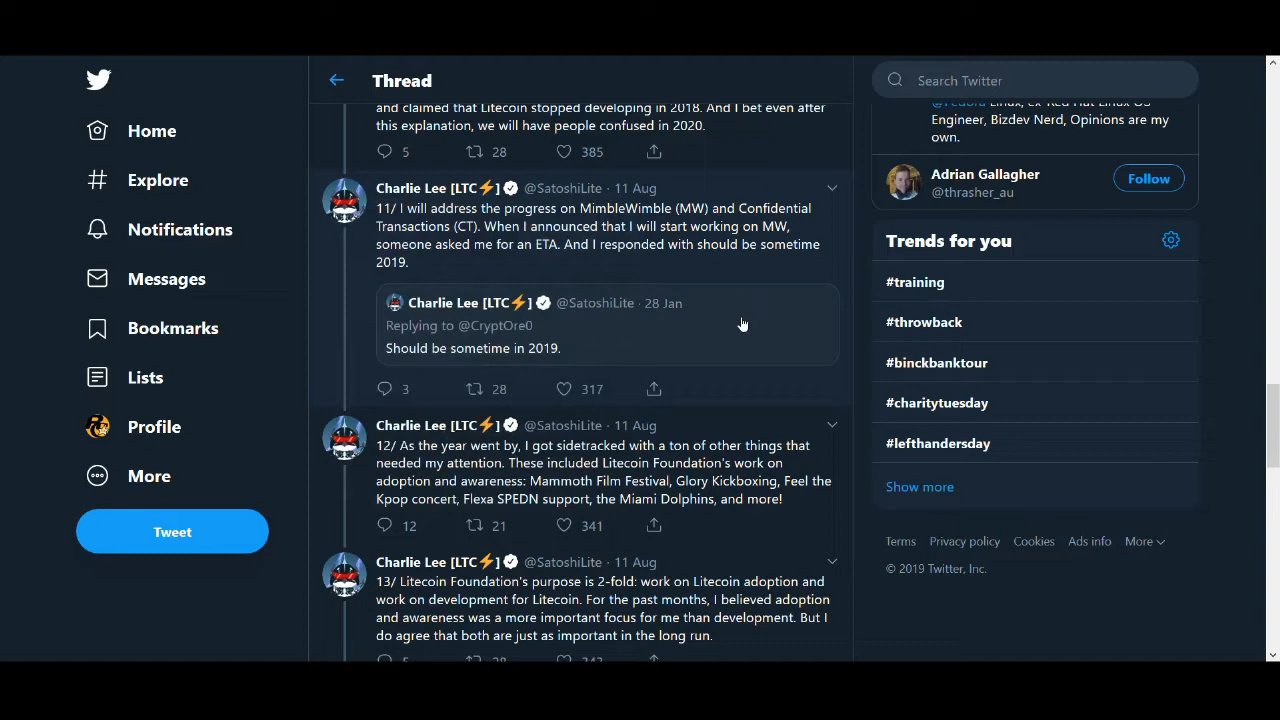 Home
Explore
Notifications
Messages
Bookmarks
Lists
Profile
More
Tweet
Thread
and claimed that Litecoin stopped developing in 2018. And I bet even after
this explanation, we will have people confused in 2020.
5 28 385
Charlie Lee [LTC⚡] @SatoshiLite · 11 Aug
11/ I will address the progress on MimbleWimble (MW) and Confidential
Transactions (CT). When I announced that I will start working on MW,
someone asked me for an ETA. And I responded with should be sometime
2019.
Charlie Lee [LTC⚡] @SatoshiLite · 28 Jan
Replying to @CryptOre0
Should be sometime in 2019.
3 28 317
Charlie Lee [LTC⚡] @SatoshiLite · 11 Aug
12/ As the year went by, I got sidetracked with a ton of other things that
needed my attention. These included Litecoin Foundation's work on
adoption and awareness: Mammoth Film Festival, Glory Kickboxing, Feel the
Kpop concert, Flexa SPEDN support, the Miami Dolphins, and more!
12 21 341
Charlie Lee [LTC⚡] @SatoshiLite · 11 Aug
13/ Litecoin Foundation's purpose is 2-fold: work on Litecoin adoption and
work on development for Litecoin. For the past months, I believed adoption
and awareness was a more important focus for me than development. But I
do agree that both are just as important in the long run.
Search Twitter
@Fedora Linux, ex-Red Hat Linux OS
Engineer, Bizdev Nerd, Opinions are my
own.
Adrian Gallagher
@thrasher_au
Follow
Trends for you
#training
#throwback
#binckbanktour
#charitytuesday
#lefthandersday
Show more
Terms Privacy policy Cookies Ads info More
© 2019 Twitter, Inc.